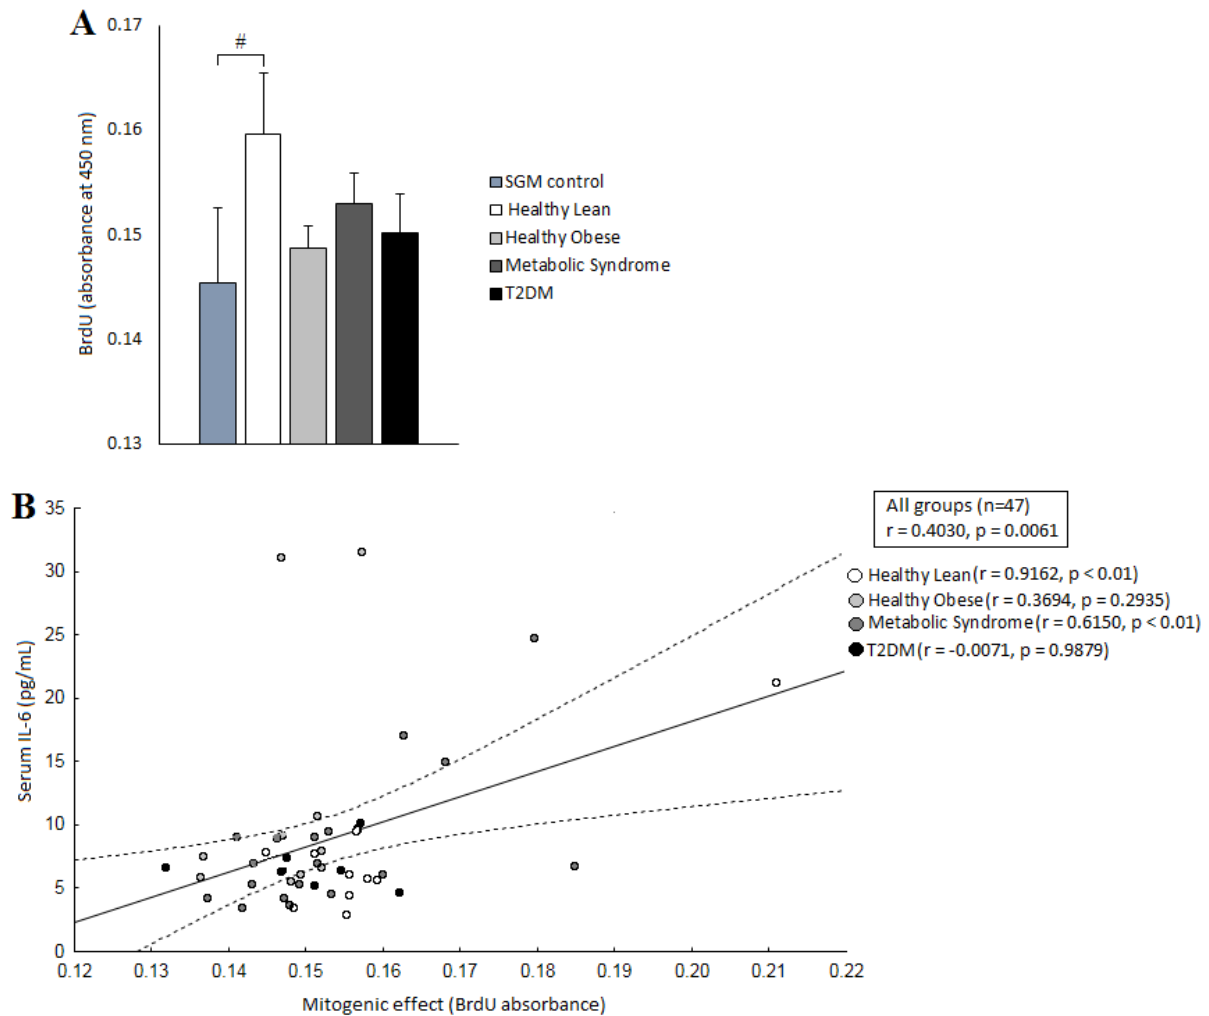 A
0.17
0.16
0.15
0.14
0.13
BrdU (absorbance at 450 nm)
#
SGM control
Healthy Lean
Healthy Obese
Metabolic Syndrome
T2DM
B
35
30
25
20
15
10
5
0
Serum IL-6 (pg/mL)
0.12 0.13 0.14 0.15 0.16 0.17 0.18 0.19 0.20 0.21 0.22
Mitogenic effect (BrdU absorbance)
All groups (n=47)
r = 0.4030, p = 0.0061
Healthy Lean (r = 0.9162, p < 0.01)
Healthy Obese (r = 0.3694, p = 0.2935)
Metabolic Syndrome (r = 0.6150, p < 0.01)
T2DM (r = -0.0071, p = 0.9879)